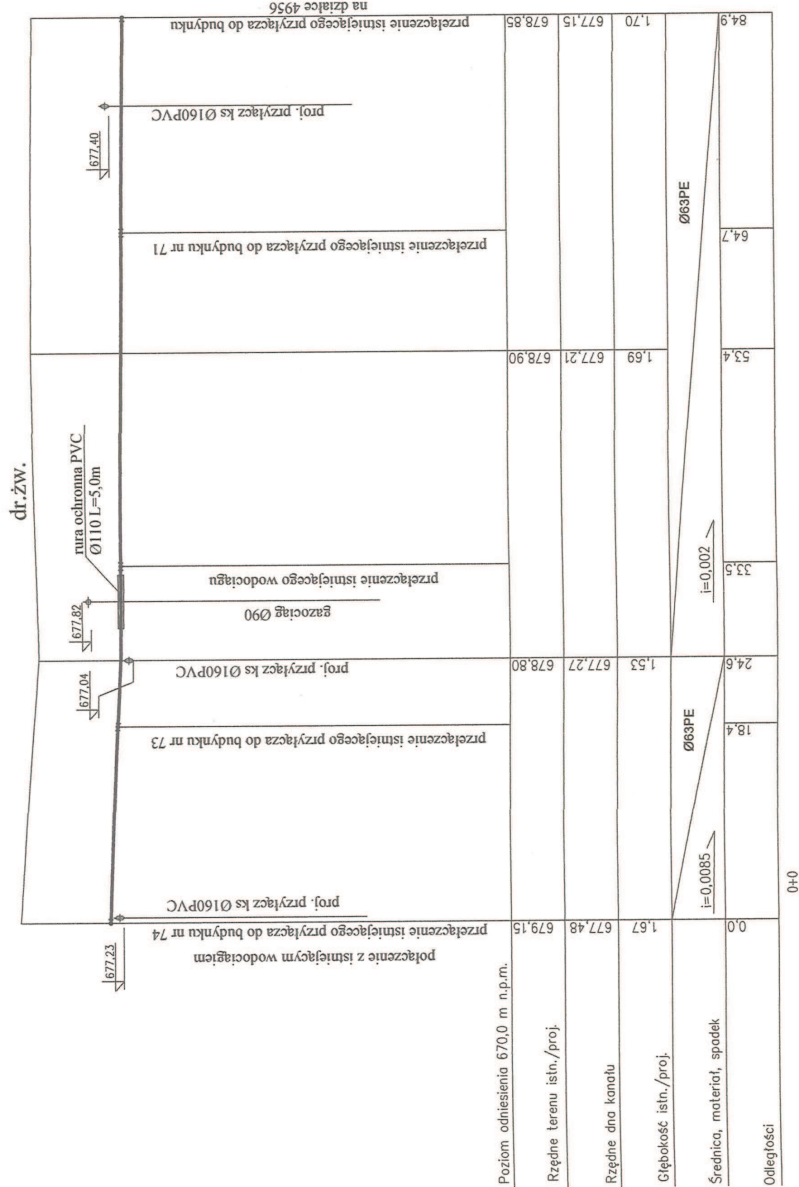 dr.żw.
677,23
677,04
677,82
rura ochronna PVC
Ø110 L=5,0m
677,40
połączenie z istniejącym wodociągiem
przełączenie istniejącego przyłącza do budynku nr 74
proj. przyłącz ks Ø160PVC
przełączenie istniejącego przyłącza do budynku nr 73
proj. przyłącz ks Ø160PVC
gazociąg Ø90
przełączenie istniejącego wodociągu
przełączenie istniejącego przyłącza do budynku nr 71
proj. przyłącz ks Ø160PVC
przełączenie istniejącego przyłącza do budynku
na działce 4956
Poziom odniesienia 670,0 m n.p.m.
Rzędne terenu istn./proj.
679,15
678,80
678,90
678,85
Rzędne dna kanału
677,48
677,27
677,21
677,15
Głębokość istn./proj.
1,67
1,53
1,69
1,70
Średnica, materiał, spadek
i=0,0085
Ø63PE
i=0,002
Ø63PE
Odległości
0,0
18,4
24,6
33,5
53,4
64,7
84,9
0+0